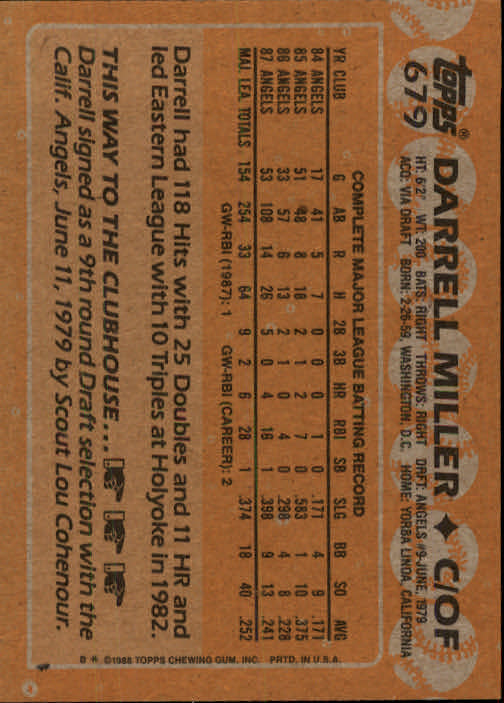 TOPPS®
679
DARRELL MILLER ♦ C/OF
HT: 6'2" WT: 200 BATS: RIGHT THROWS: RIGHT DRAFT: ANGELS #9-JUNE, 1979
ACQ: VIA DRAFT BORN: 2-26-59, WASHINGTON, D.C. HOME: YORBA LINDA, CALIFORNIA
COMPLETE MAJOR LEAGUE BATTING RECORD
YR CLUB G AB R H 2B 3B HR RBI SB SLG BB SO AVG
84 ANGELS 17 41 5 7 0 0 0 1 0 .171 4 9 .171
85 ANGELS 51 48 8 18 2 1 2 7 0 .583 1 10 .375
86 ANGELS 33 57 6 13 2 1 0 4 0 .298 4 8 .228
87 ANGELS 53 108 14 26 5 0 4 16 1 .398 9 13 .241
MAJ. LEA. TOTALS 154 254 33 64 9 2 6 28 1 .374 18 40 .252
GW-RBI (1987): 1 GW-RBI (CAREER): 2
Darrell had 118 Hits with 25 Doubles and 11 HR and
led Eastern League with 10 Triples at Holyoke in 1982.
THIS WAY TO THE CLUBHOUSE...
Darrell signed as a 9th round Draft selection with the
Calif. Angels, June 11, 1979 by Scout Lou Cohenour.
B * ©1988 TOPPS CHEWING GUM, INC. PRTD. IN U.S.A.